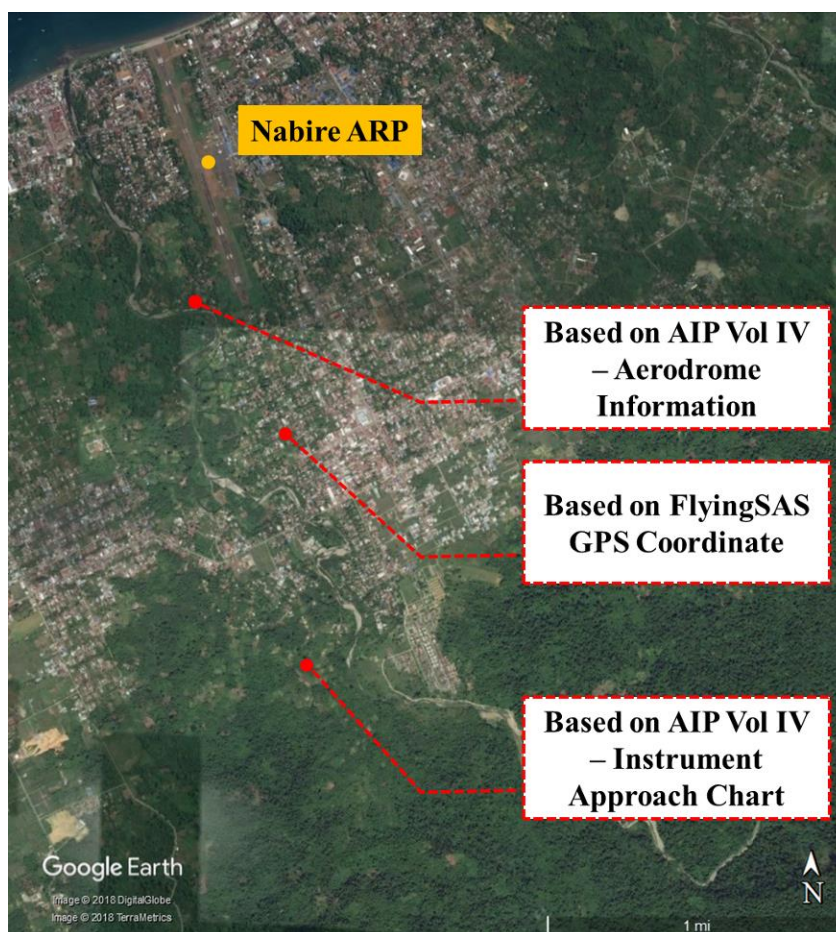 Nabire ARP
Based on AIP Vol IV
– Aerodrome
Information
Based on FlyingSAS
GPS Coordinate
Based on AIP Vol IV
– Instrument
Approach Chart
Google Earth
Image © 2018 DigitalGlobe
Image © 2018 TerraMetrics
N
1 mi